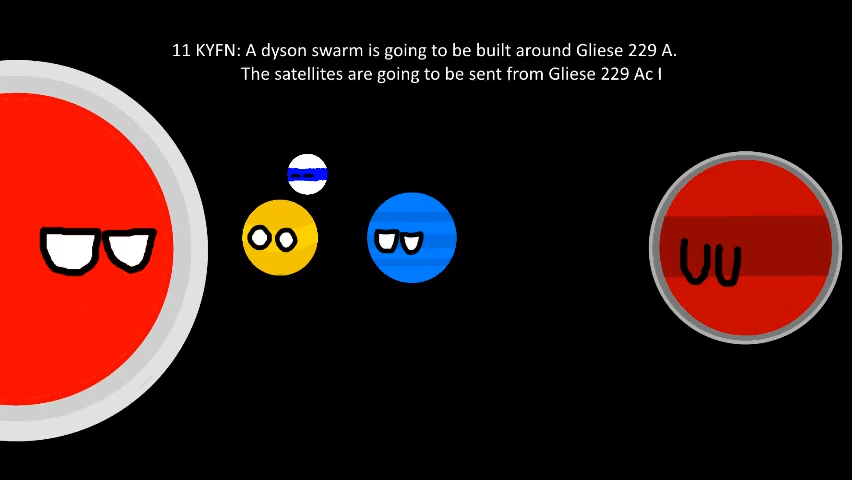 11 KYFN: A dyson swarm is going to be built around Gliese 229 A.
The satellites are going to be sent from Gliese 229 Ac I